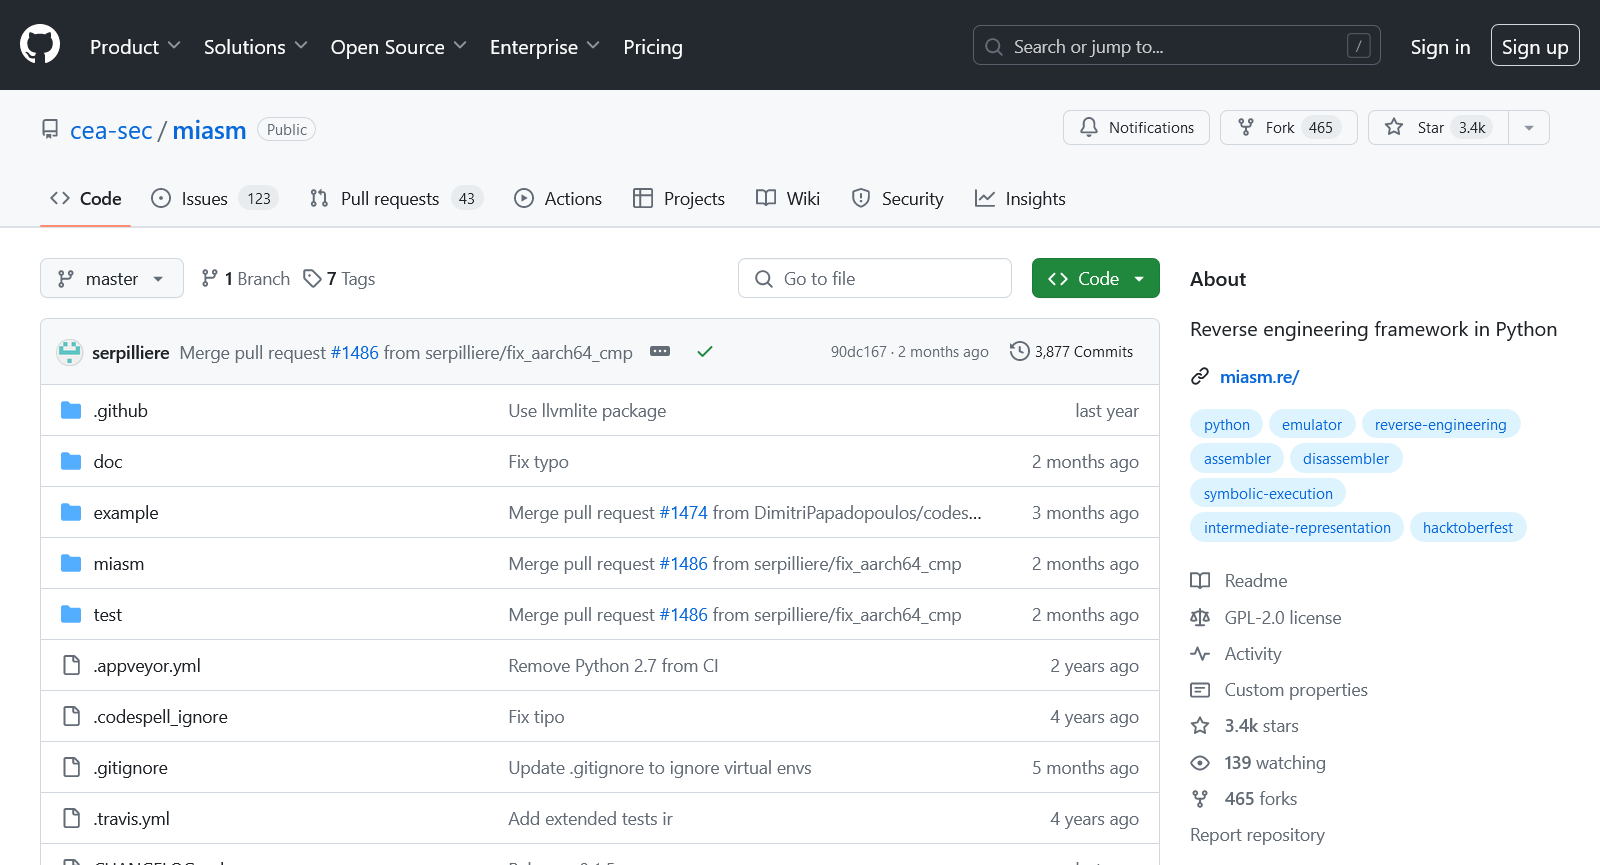 Product Solutions Open Source Enterprise Pricing Search or jump to... / Sign in Sign up
cea-sec / miasm Public Notifications Fork 465 Star 3.4k
Code Issues 123 Pull requests 43 Actions Projects Wiki Security Insights
master 1 Branch 7 Tags Go to file Code
serpilliere Merge pull request #1486 from serpilliere/fix_aarch64_cmp 90dc167 · 2 months ago 3,877 Commits
.github Use llvmlite package last year
doc Fix typo 2 months ago
example Merge pull request #1474 from DimitriPapadopoulos/codes... 3 months ago
miasm Merge pull request #1486 from serpilliere/fix_aarch64_cmp 2 months ago
test Merge pull request #1486 from serpilliere/fix_aarch64_cmp 2 months ago
.appveyor.yml Remove Python 2.7 from CI 2 years ago
.codespell_ignore Fix tipo 4 years ago
.gitignore Update .gitignore to ignore virtual envs 5 months ago
.travis.yml Add extended tests ir 4 years ago
About
Reverse engineering framework in Python
miasm.re/
python emulator reverse-engineering
assembler disassembler
symbolic-execution
intermediate-representation hacktoberfest
Readme
GPL-2.0 license
Activity
Custom properties
3.4k stars
139 watching
465 forks
Report repository